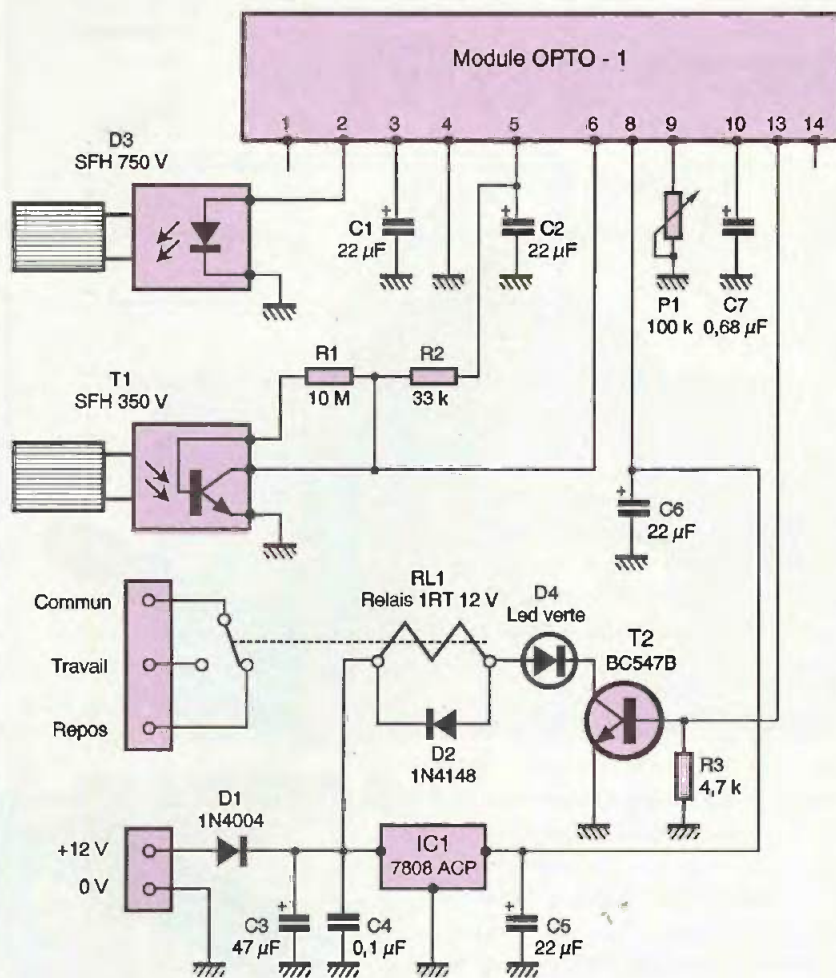 Module OPTO - 1
1 2 3 4 5 6 8 9 10 13 14
D3
SFH 750 V
C1
22 µF
C2
22 µF
P1
100 k
C7
0,68 µF
R1
10 M
R2
33 k
T1
SFH 350 V
C6
22 µF
Commun
Travail
Repos
RL1
Relais 1RT 12 V
D4
Led verte
T2
BC547B
D2
1N4148
R3
4,7 k
D1
1N4004
+12 V
0 V
IC1
7808 ACP
C3
47 µF
C4
0,1 µF
C5
22 µF
+
+
+
+
+
+